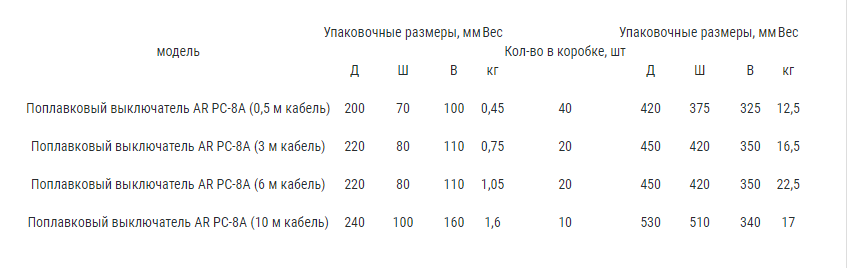 Упаковочные размеры, мм Вес Упаковочные размеры, мм Вес
модель Кол-во в коробке, шт
Д Ш В кг Д Ш В кг
Поплавковый выключатель AR PC-8A (0,5 м кабель) 200 70 100 0,45 40 420 375 325 12,5
Поплавковый выключатель AR PC-8A (3 м кабель) 220 80 110 0,75 20 450 420 350 16,5
Поплавковый выключатель AR PC-8A (6 м кабель) 220 80 110 1,05 20 450 420 350 22,5
Поплавковый выключатель AR PC-8A (10 м кабель) 240 100 160 1,6 10 530 510 340 17